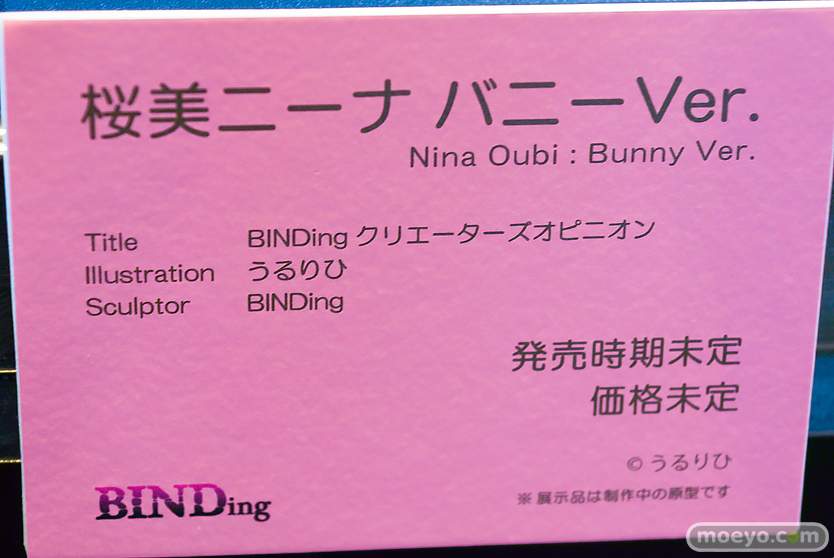 桜美ニーナ バニーVer.
Nina Oubi : Bunny Ver.
Title BINDing クリエーターズオピニオン
Illustration うるりひ
Sculptor BINDing
発売時期未定
価格未定
© うるりひ
※ 展示品は制作中の原型です
BINDing
moeyo.com